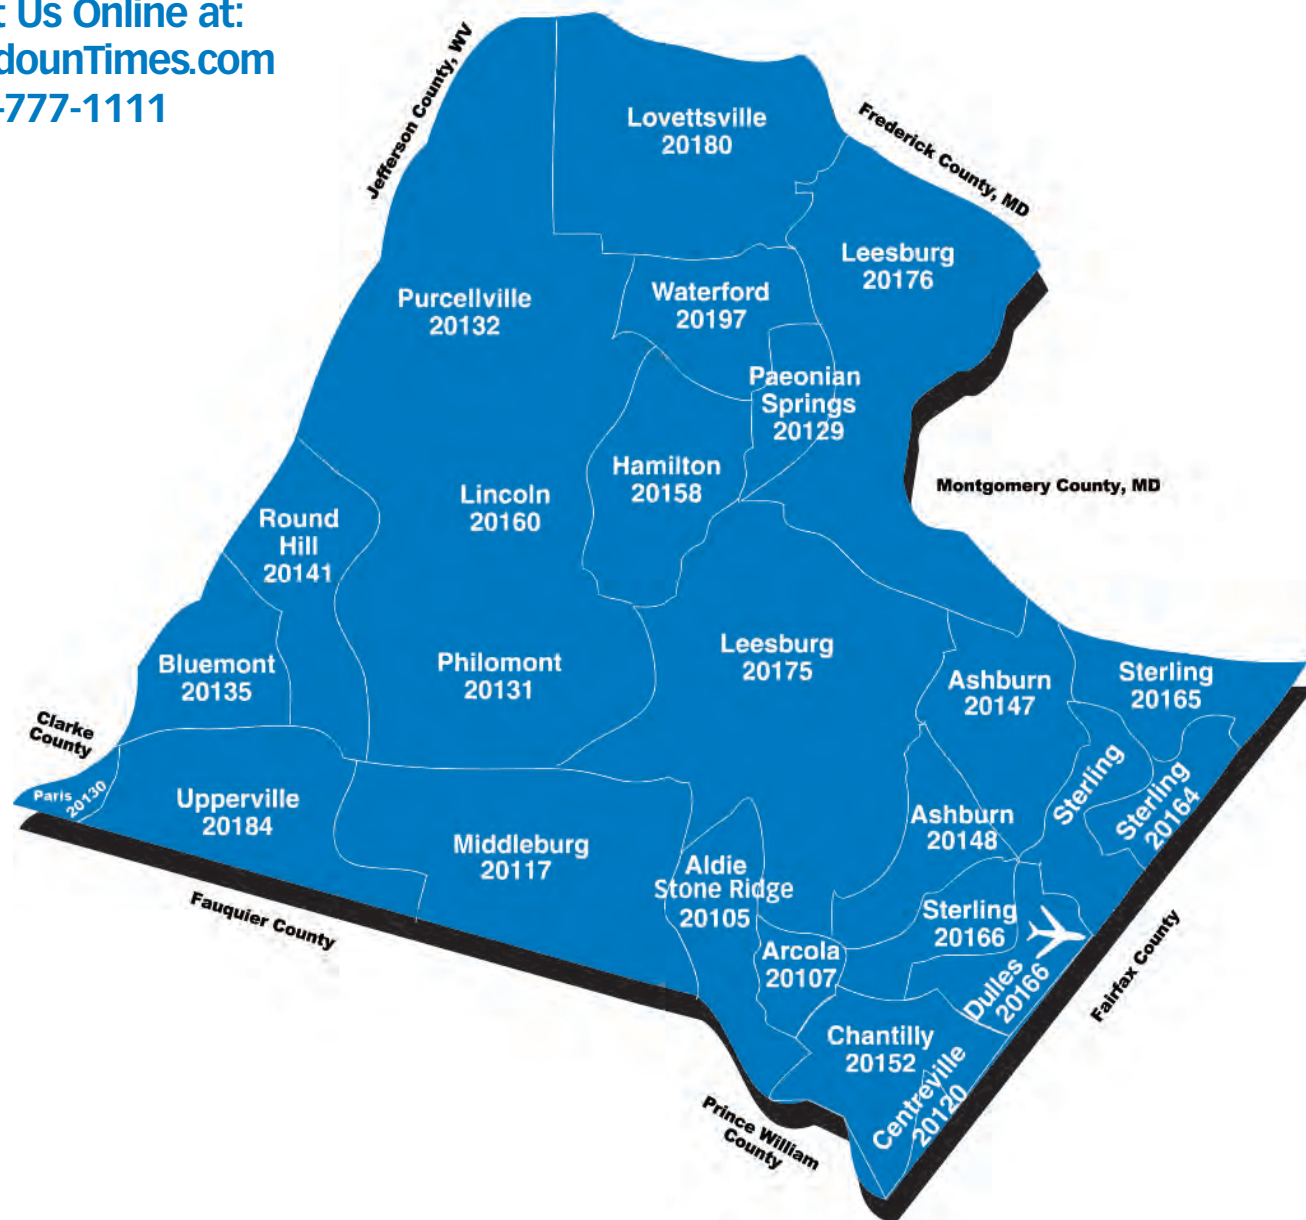 t Us Online at:
dounTimes.com
-777-1111
Jefferson County, WV
Lovettsville
20180
Frederick County, MD
Leesburg
20176
Purcellville
20132
Waterford
20197
Paeonian
Springs
20129
Hamilton
20158
Montgomery County, MD
Lincoln
20160
Round
Hill
20141
Leesburg
20175
Bluemont
20135
Philomont
20131
Ashburn
20147
Sterling
20165
Clarke
County
Paris 20130
Upperville
20184
Sterling
Sterling
20164
Middleburg
20117
Ashburn
20148
Aldie
Stone Ridge
20105
Sterling
20166
Fauquier County
Arcola
20107
Dulles
20166
Fairfax County
Chantilly
20152
Centreville
20120
Prince William
County